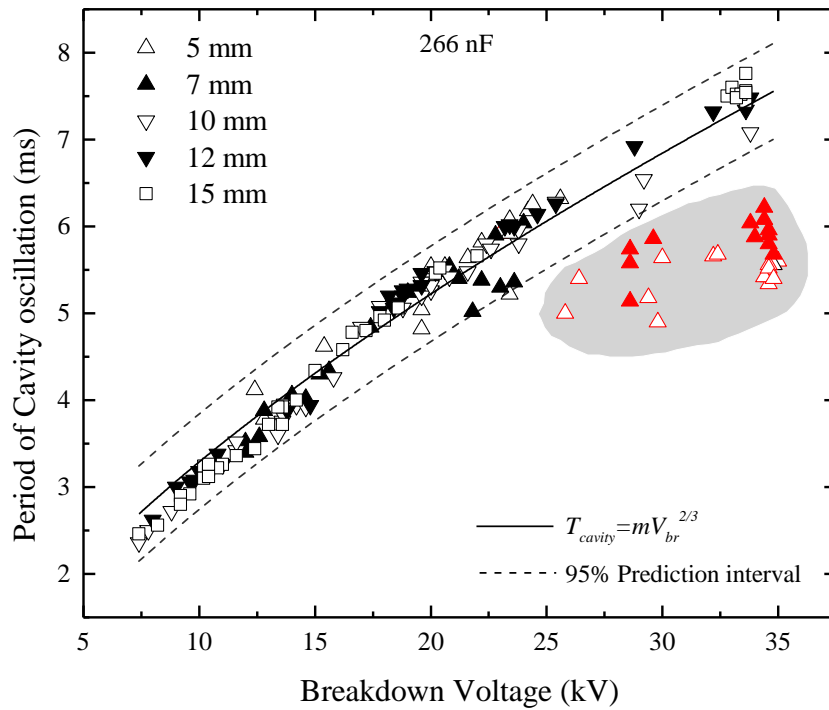 266 nF
5 mm
7 mm
10 mm
12 mm
15 mm
8
7
6
5
4
3
2
Period of Cavity oscillation (ms)
T_cavity=mV_br^2/3
95% Prediction interval
5 10 15 20 25 30 35
Breakdown Voltage (kV)